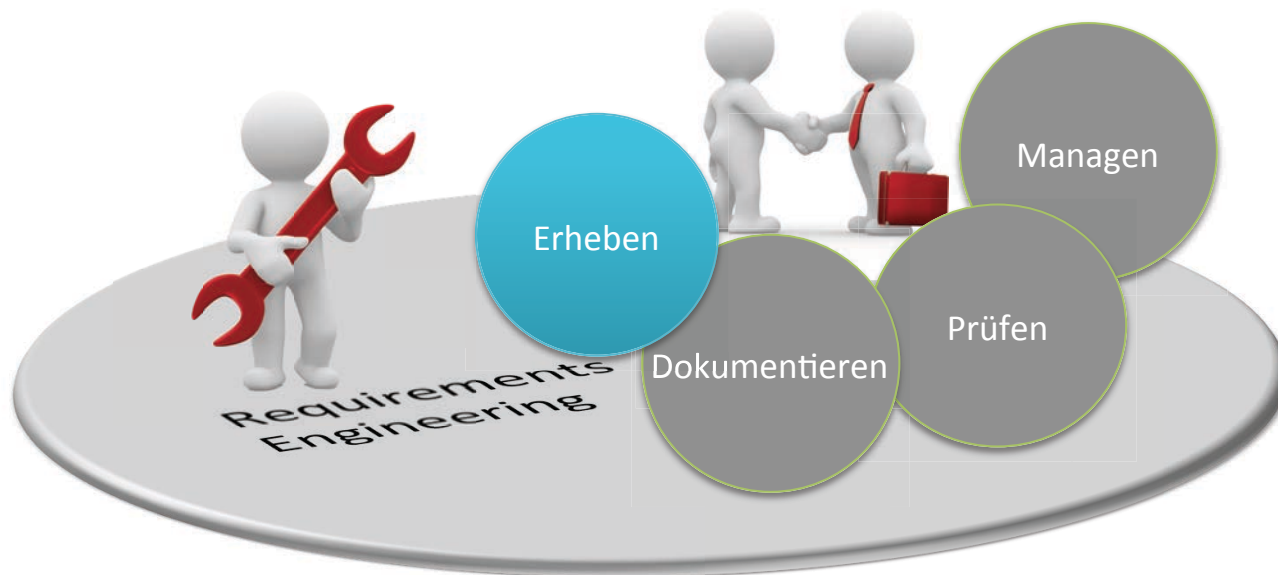 Managen
Erheben
Prüfen
Dokumentieren
Requirements
Engineering